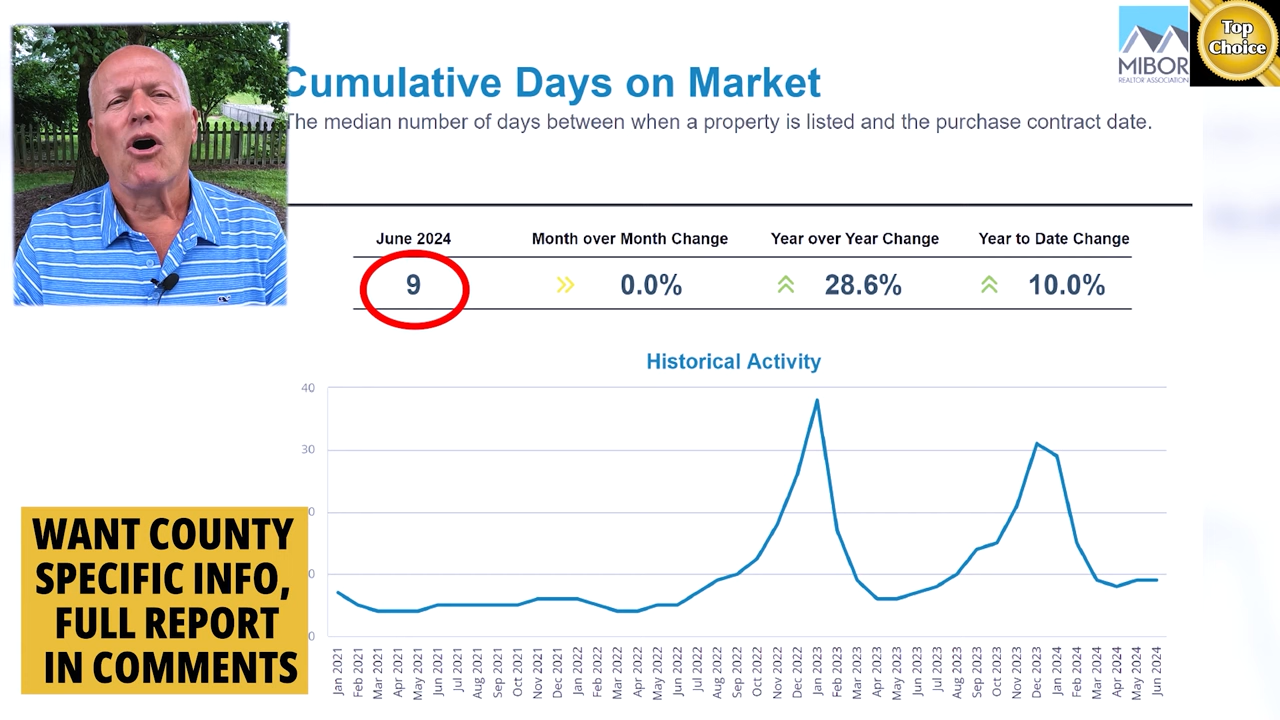 Cumulative Days on Market
The median number of days between when a property is listed and the purchase contract date.
MIBOR
REALTOR ASSOCIATION
Top
Choice
June 2024 Month over Month Change Year over Year Change Year to Date Change
9 0.0% 28.6% 10.0%
Historical Activity
40
30
0
0
0
Jan 2021 Feb 2021 Mar 2021 Apr 2021 May 2021 Jun 2021 Jul 2021 Aug 2021 Sep 2021 Oct 2021 Nov 2021 Dec 2021 Jan 2022 Feb 2022 Mar 2022 Apr 2022 May 2022 Jun 2022 Jul 2022 Aug 2022 Sep 2022 Oct 2022 Nov 2022 Dec 2022 Jan 2023 Feb 2023 Mar 2023 Apr 2023 May 2023 Jun 2023 Jul 2023 Aug 2023 Sep 2023 Oct 2023 Nov 2023 Dec 2023 Jan 2024 Feb 2024 Mar 2024 Apr 2024 May 2024 Jun 2024
WANT COUNTY
SPECIFIC INFO,
FULL REPORT
IN COMMENTS